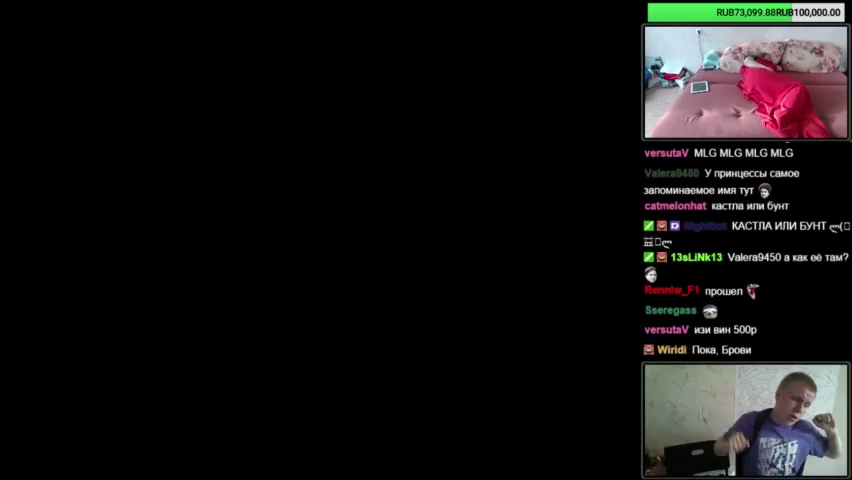 RUB73,099.88RUB100,000.00
versutaV MLG MLG MLG MLG
Valera9450 У принцессы самое
запоминаемое имя тут
catmelonhat кастла или бунт
Nightbot КАСТЛА ИЛИ БУНТ
13sLiNk13 Valera9450 а как её там?
Renniw_F1 прошел
Sseregass
versutaV изи вин 500р
Wiridi Пока, Брови